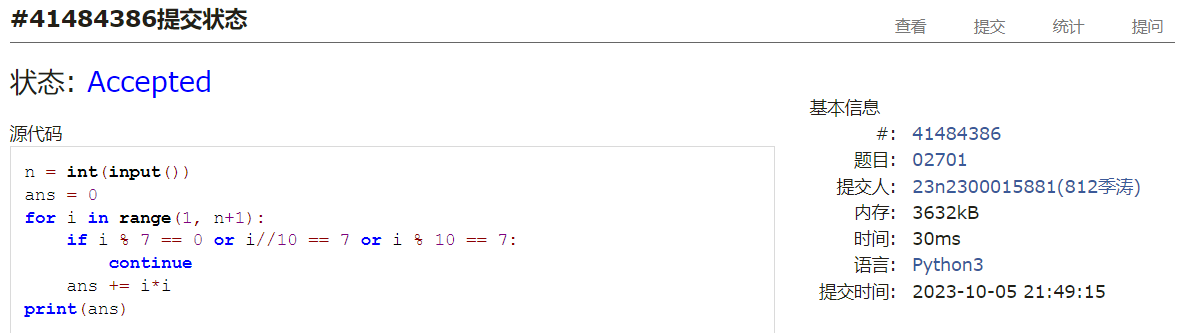 #41484386提交状态
查看 提交 统计 提问
状态: Accepted
源代码
n = int(input())
ans = 0
for i in range(1, n+1):
    if i % 7 == 0 or i//10 == 7 or i % 10 == 7:
        continue
    ans += i*i
print(ans)
基本信息
#: 41484386
题目: 02701
提交人: 23n2300015881(812季涛)
内存: 3632kB
时间: 30ms
语言: Python3
提交时间: 2023-10-05 21:49:15